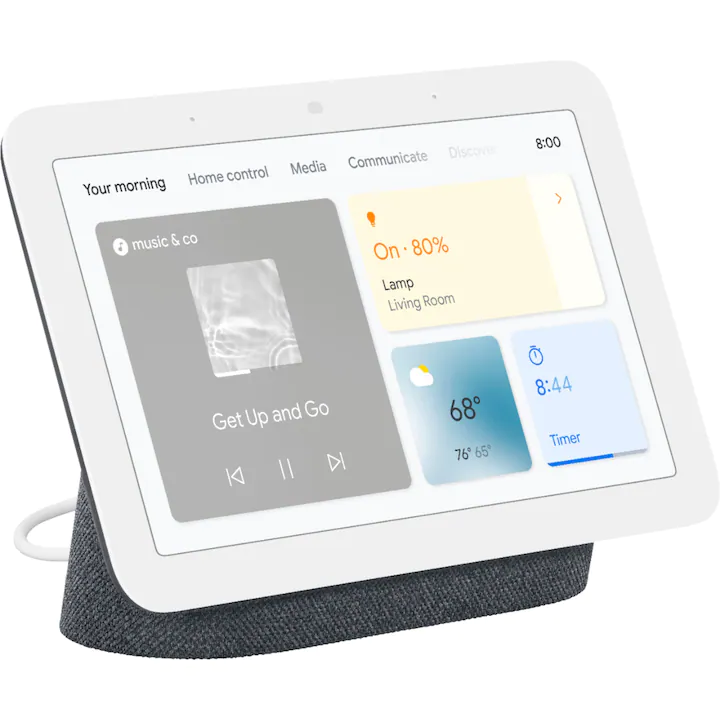 Your morning Home control Media Communicate Discover 8:00
music & co
Get Up and Go
On · 80%
Lamp
Living Room
68°
76° 65°
8:44
Timer